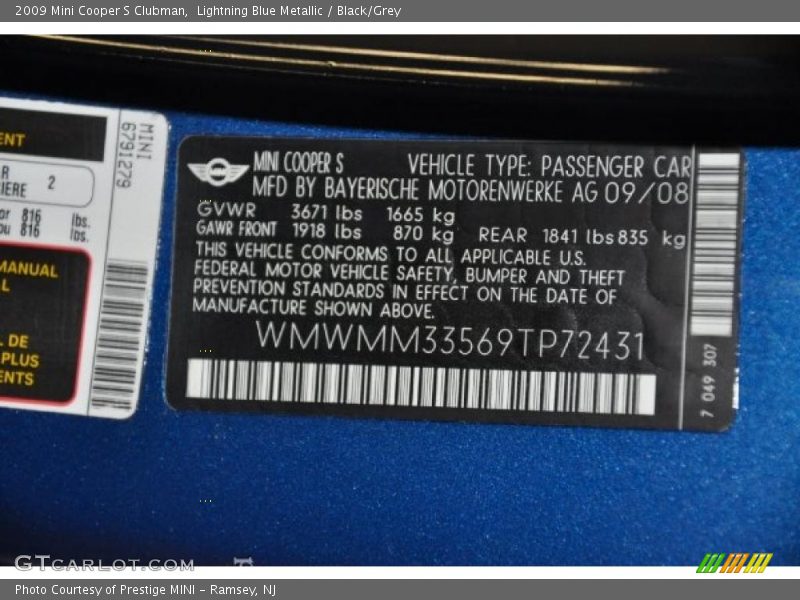 2009 Mini Cooper S Clubman,  Lightning Blue Metallic / Black/Grey
ENT
R
IERE 2
or 816 lbs.
ou 816 lbs.
MANUAL
L
. DE
PLUS
ENTS
MINI
6791279
MINI COOPER S VEHICLE TYPE: PASSENGER CAR
MFD BY BAYERISCHE MOTORENWERKE AG 09/08
GVWR 3671 lbs 1665 kg
GAWR FRONT 1918 lbs 870 kg REAR 1841 lbs 835 kg
THIS VEHICLE CONFORMS TO ALL APPLICABLE U.S.
FEDERAL MOTOR VEHICLE SAFETY, BUMPER AND THEFT
PREVENTION STANDARDS IN EFFECT ON THE DATE OF
MANUFACTURE SHOWN ABOVE.
WMWMM33569TP72431
7 049 307
GTCARLOT.COM
Photo Courtesy of Prestige MINI - Ramsey, NJ